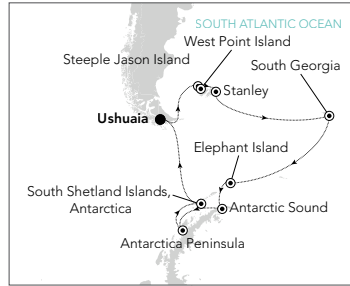 SOUTH ATLANTIC OCEAN
West Point Island
Steeple Jason Island
South Georgia
Stanley
Ushuaia
Elephant Island
South Shetland Islands,
Antarctica
Antarctic Sound
Antarctica Peninsula